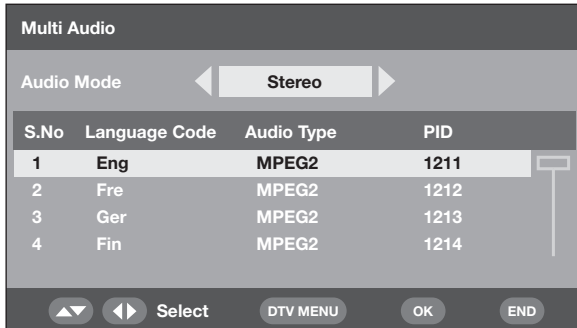 Multi Audio
Audio Mode Stereo
S.No Language Code Audio Type PID
1 Eng MPEG2 1211
2 Fre MPEG2 1212
3 Ger MPEG2 1213
4 Fin MPEG2 1214
Select DTV MENU OK END